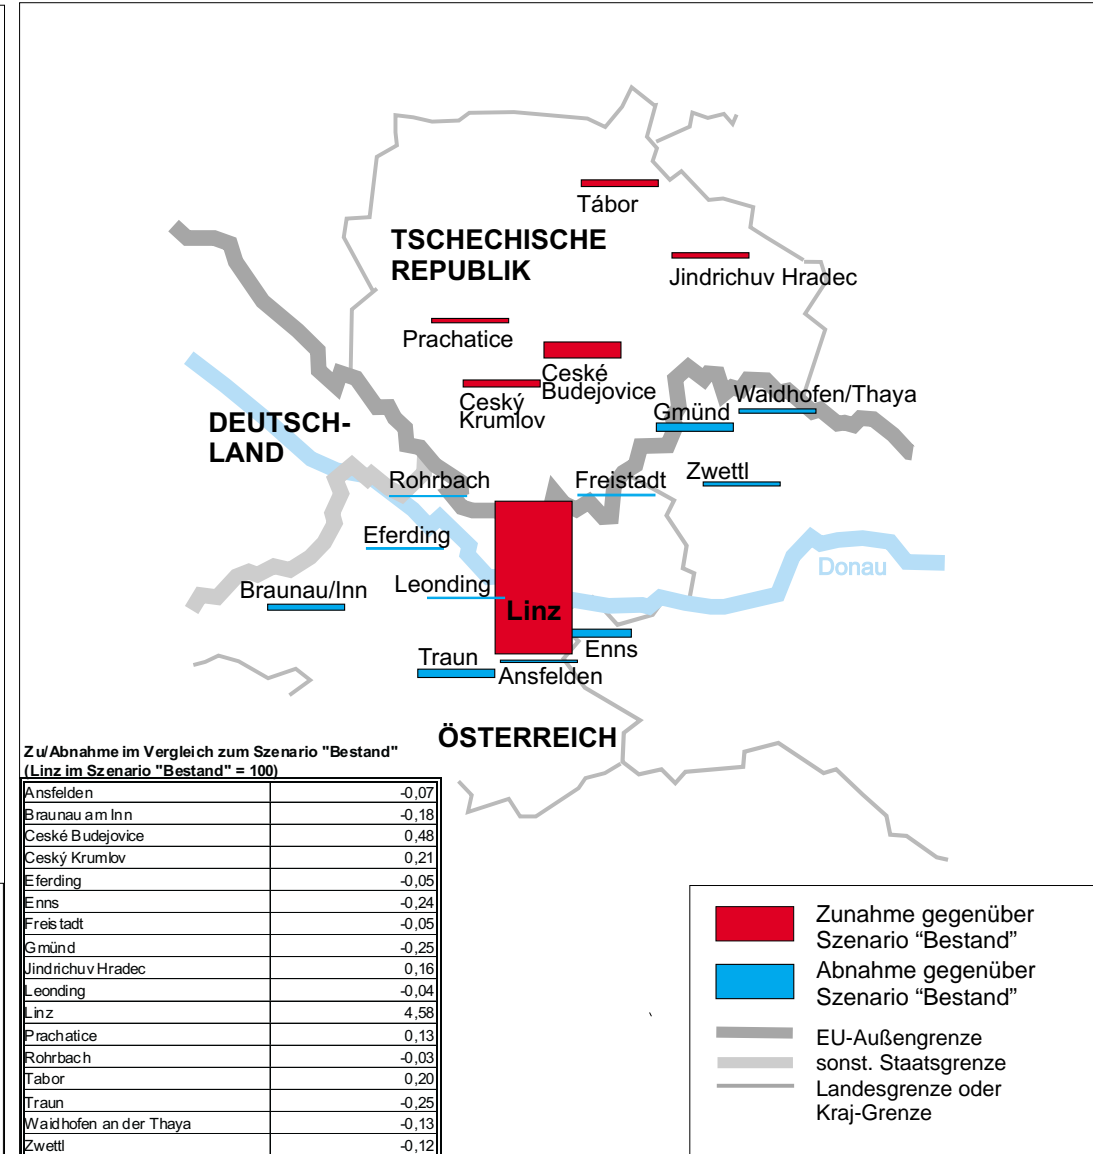 Tábor
TSCHECHISCHE
REPUBLIK
Jindrichuv Hradec
Prachatice
Ceské
Budejovice
Ceský
Krumlov
Waidhofen/Thaya
Gmünd
DEUTSCH-
LAND
Zwettl
Rohrbach
Freistadt
Eferding
Donau
Braunau/Inn
Leonding
Linz
Enns
Traun
Ansfelden
ÖSTERREICH
Zu/Abnahme im Vergleich zum Szenario "Bestand"
(Linz im Szenario "Bestand" = 100)
Ansfelden -0,07
Braunau am Inn -0,18
Ceské Budejovice 0,48
Ceský Krumlov 0,21
Eferding -0,05
Enns -0,24
Freistadt -0,05
Gmünd -0,25
Jindrichuv Hradec 0,16
Leonding -0,04
Linz 4,58
Prachatice 0,13
Rohrbach -0,03
Tabor 0,20
Traun -0,25
Waidhofen an der Thaya -0,13
Zwettl -0,12
Zunahme gegenüber
Szenario “Bestand”
Abnahme gegenüber
Szenario “Bestand”
EU-Außengrenze
sonst. Staatsgrenze
Landesgrenze oder
Kraj-Grenze